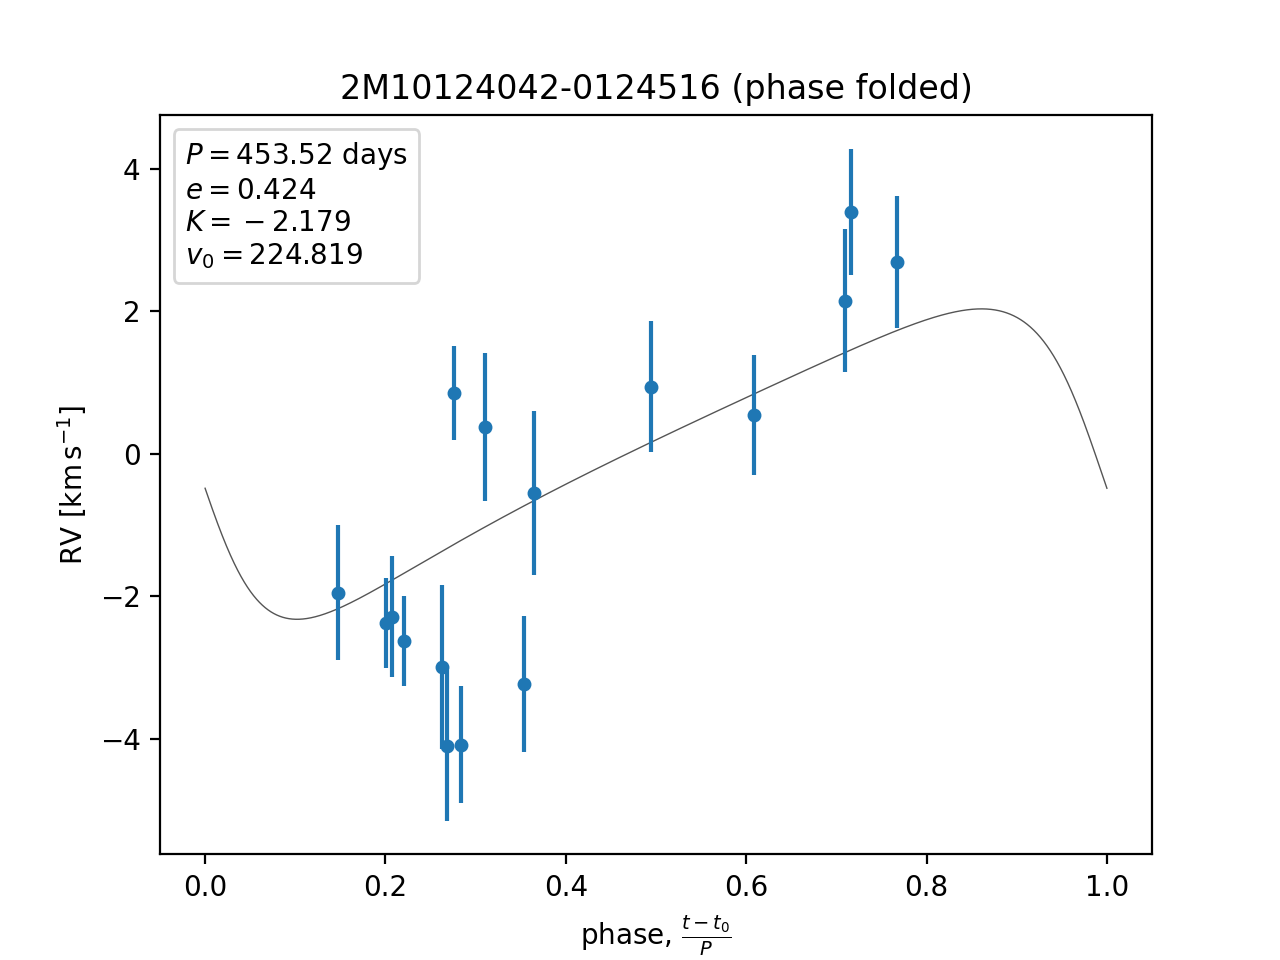 2M10124042-0124516 (phase folded)
P = 453.52 days
e = 0.424
K = −2.179
v₀ = 224.819
RV [km s⁻¹]
4
2
0
−2
−4
0.0 0.2 0.4 0.6 0.8 1.0
phase, (t − t₀)/P